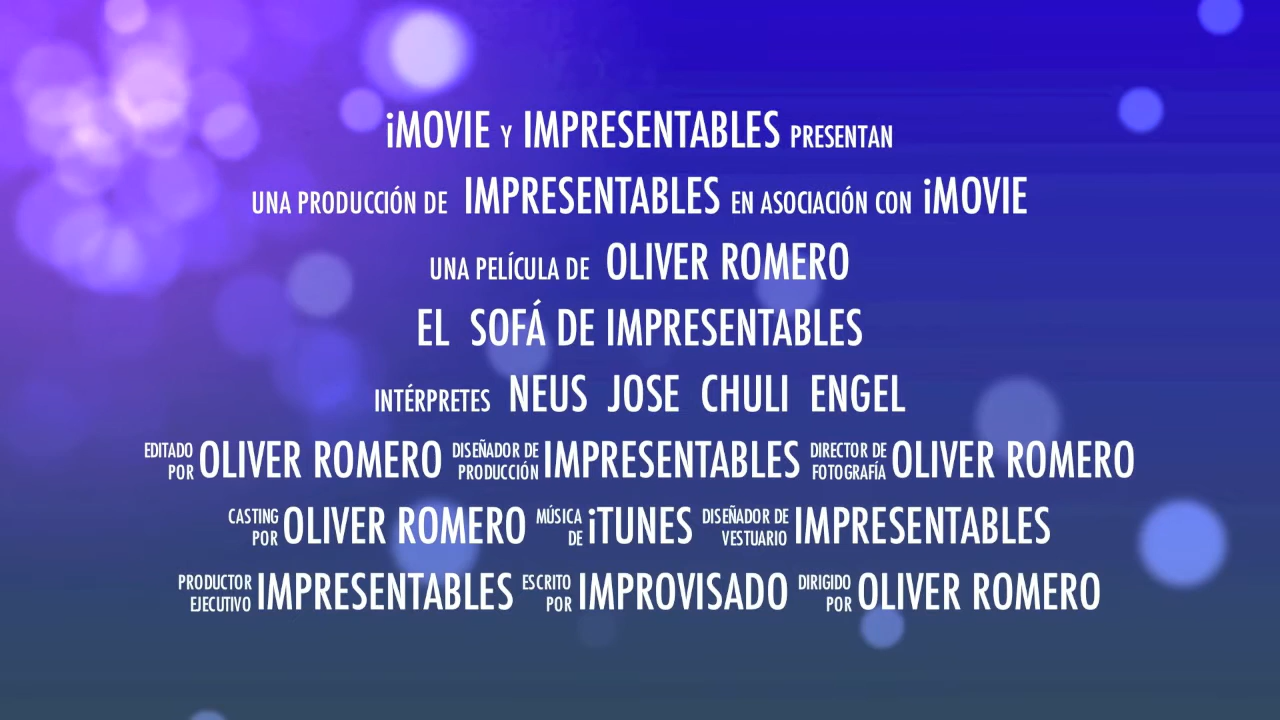 iMOVIE Y IMPRESENTABLES PRESENTAN
UNA PRODUCCIÓN DE IMPRESENTABLES EN ASOCIACIÓN CON iMOVIE
UNA PELÍCULA DE OLIVER ROMERO
EL SOFÁ DE IMPRESENTABLES
INTÉRPRETES NEUS JOSE CHULI ENGEL
EDITADO POR OLIVER ROMERO DISEÑADOR DE PRODUCCIÓN IMPRESENTABLES DIRECTOR DE FOTOGRAFÍA OLIVER ROMERO
CASTING POR OLIVER ROMERO MÚSICA DE iTUNES DISEÑADOR DE VESTUARIO IMPRESENTABLES
PRODUCTOR EJECUTIVO IMPRESENTABLES ESCRITO POR IMPROVISADO DIRIGIDO POR OLIVER ROMERO